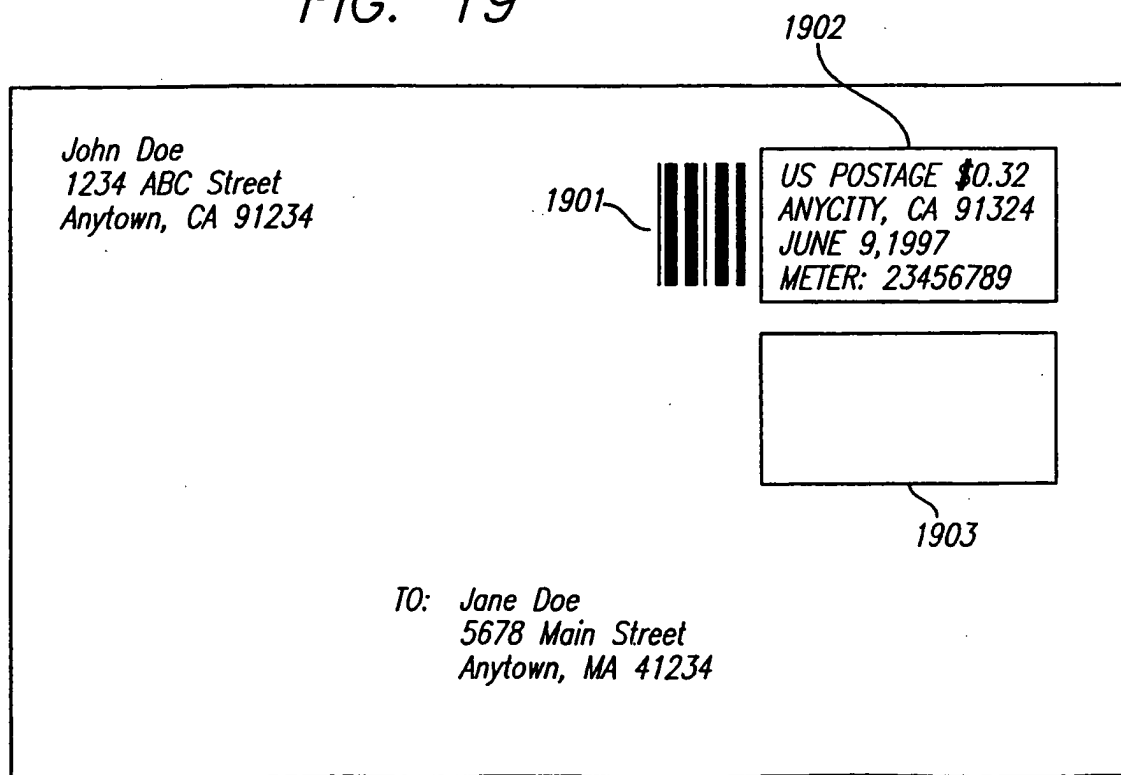 FIG. 19
1902
John Doe
1234 ABC Street
Anytown, CA 91234
1901
US POSTAGE $0.32
ANYCITY, CA 91324
JUNE 9,1997
METER: 23456789
1903
TO: Jane Doe
5678 Main Street
Anytown, MA 41234